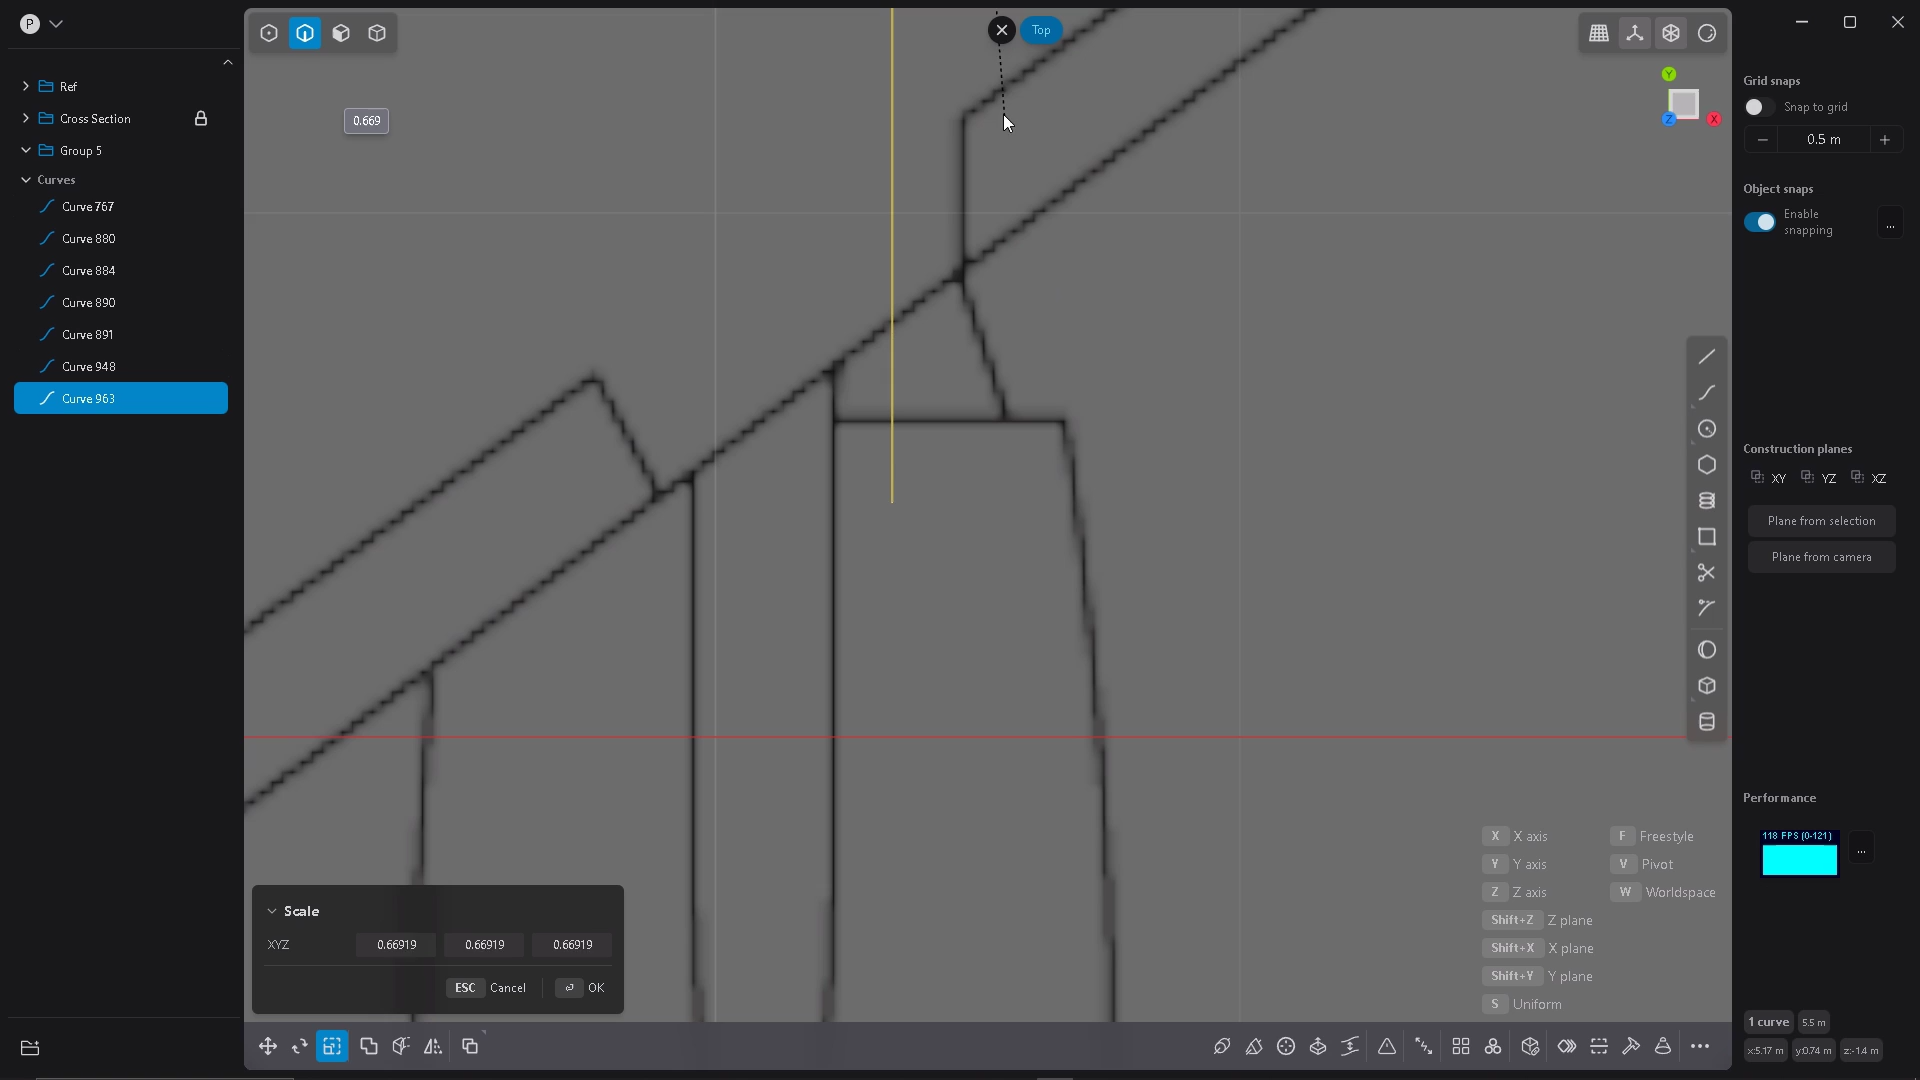 P
Ref
Cross Section
Group 5
Curves
Curve 767
Curve 880
Curve 884
Curve 890
Curve 891
Curve 948
Curve 963
0.669
Top
Y
Z
X
Grid snaps
Snap to grid
0.5 m
Object snaps
Enable
snapping
...
Construction planes
XY YZ XZ
Plane from selection
Plane from camera
Performance
118 FPS (0-121)
...
X X axis F Freestyle
Y Y axis V Pivot
Z Z axis W Worldspace
Shift+Z Z plane
Shift+X X plane
Shift+Y Y plane
S Uniform
Scale
XYZ 0.66919 0.66919 0.66919
ESC Cancel OK
1 curve 5.5 m
x:5.17 m y:0.74 m z:-1.4 m